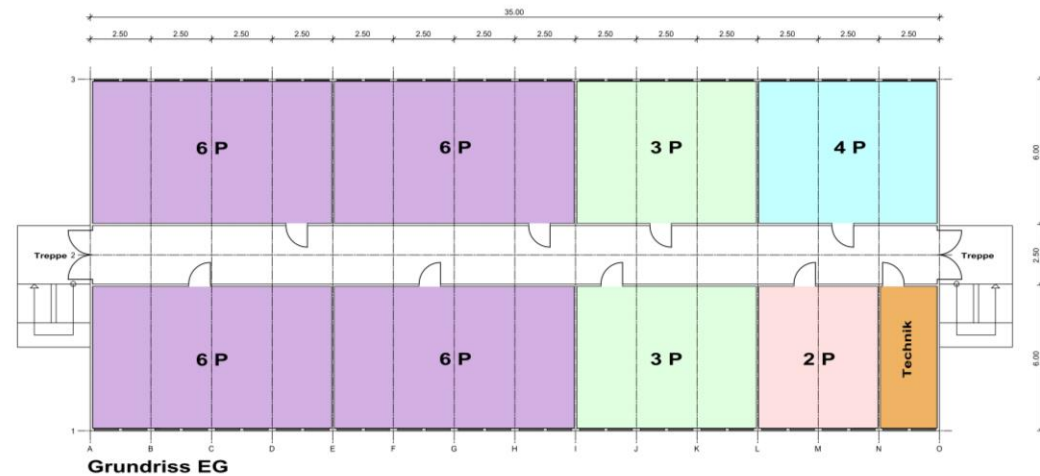 35.00
2.50 2.50 2.50 2.50 2.50 2.50 2.50 2.50 2.50 2.50 2.50 2.50 2.50 2.50
3
6 P 6 P 3 P 4 P
6.00
Treppe 2 Treppe
2.50
6 P 6 P 3 P 2 P Technik
6.00
1
A B C D E F G H I J K L M N O
Grundriss EG